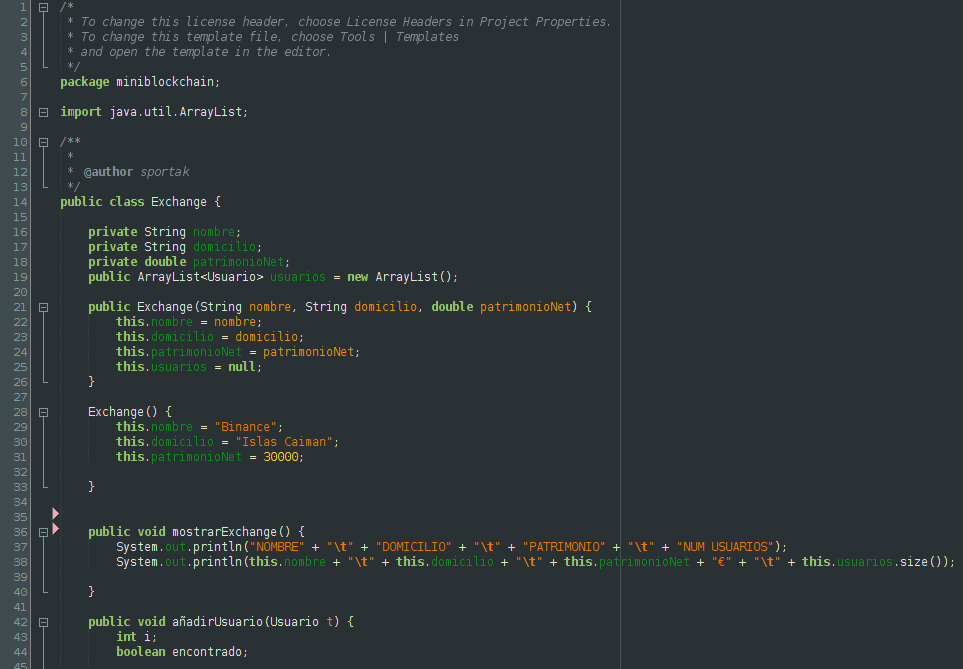 1 /*
2  * To change this license header, choose License Headers in Project Properties.
3  * To change this template file, choose Tools | Templates
4  * and open the template in the editor.
5  */
6 package miniblockchain;
7
8 import java.util.ArrayList;
9
10 /**
11  *
12  * @author sportak
13  */
14 public class Exchange {
15
16     private String nombre;
17     private String domicilio;
18     private double patrimonioNet;
19     public ArrayList<Usuario> usuarios = new ArrayList();
20
21     public Exchange(String nombre, String domicilio, double patrimonioNet) {
22         this.nombre = nombre;
23         this.domicilio = domicilio;
24         this.patrimonioNet = patrimonioNet;
25         this.usuarios = null;
26     }
27
28     Exchange() {
29         this.nombre = "Binance";
30         this.domicilio = "Islas Caiman";
31         this.patrimonioNet = 30000;
32
33     }
34
35
36     public void mostrarExchange() {
37         System.out.println("NOMBRE" + "\t" + "DOMICILIO" + "\t" + "PATRIMONIO" + "\t" + "NUM USUARIOS");
38         System.out.println(this.nombre + "\t" + this.domicilio + "\t" + this.patrimonioNet + "€" + "\t" + this.usuarios.size());
39
40     }
41
42     public void añadirUsuario(Usuario t) {
43         int i;
44         boolean encontrado;
45